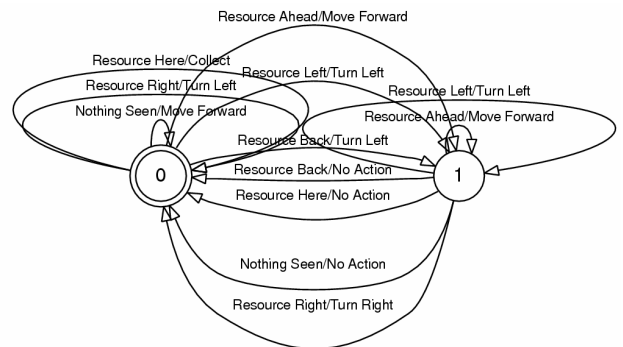 Resource Ahead/Move Forward
Resource Here/Collect
Resource Left/Turn Left
Resource Right/Turn Left
Resource Left/Turn Left
Nothing Seen/Move Forward
Resource Ahead/Move Forward
Resource Back/Turn Left
Resource Back/No Action
0
1
Resource Here/No Action
Nothing Seen/No Action
Resource Right/Turn Right